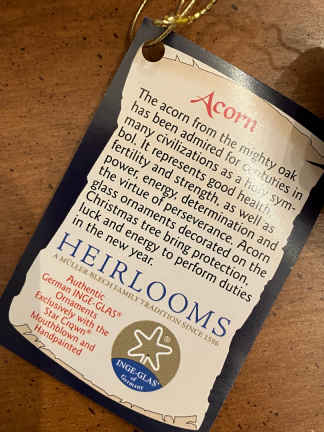 Acorn
The acorn from the mighty oak
has been admired for centuries in
many civilizations as a holy sym-
bol. It represents good health,
fertility and strength, as well as
power, energy, determination and
the virtue of perseverance. Acorn
glass ornaments decorated on the
Christmas tree bring protection,
luck and energy to perform duties
in the new year.
HEIRLOOMS
A MÜLLER-BLECH FAMILY TRADITION SINCE 1586
Authentic
German INGE-GLAS®
Ornaments
Exclusively with the
Star Crown®
Mouthblown and
Handpainted
®
INGE-GLAS®
of
Germany